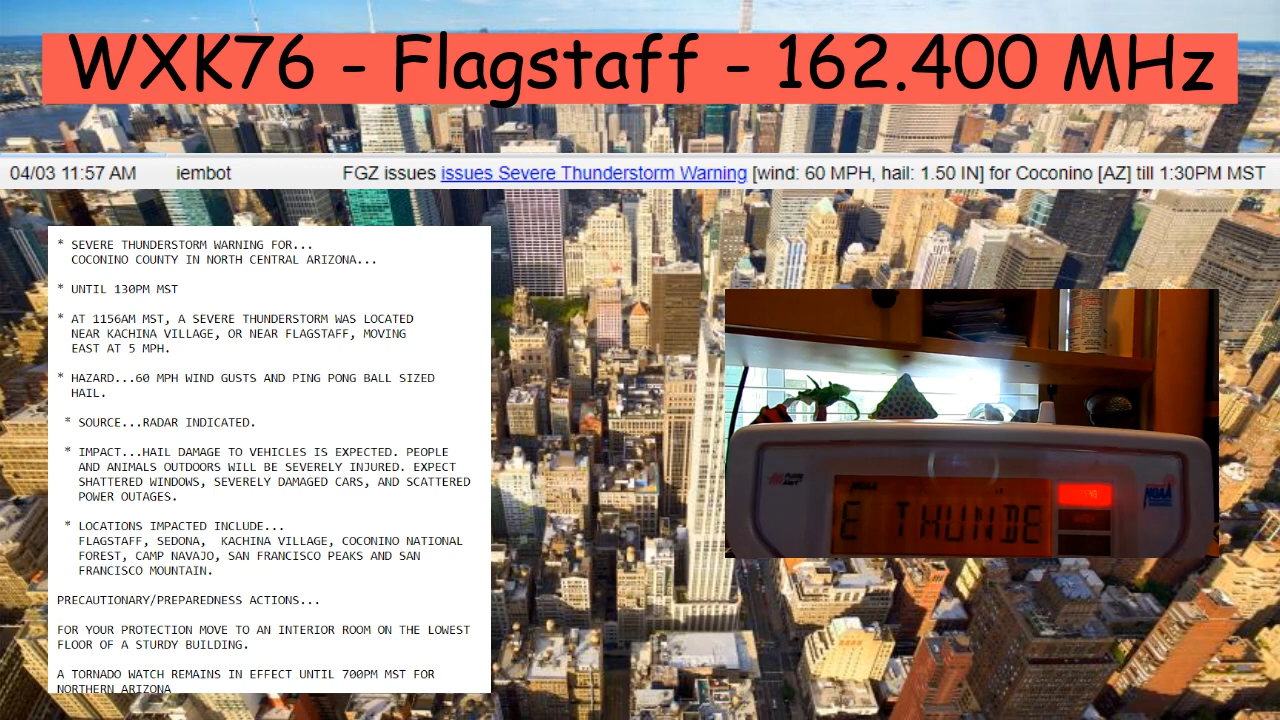 WXK76 - Flagstaff - 162.400 MHz
04/03 11:57 AM iembot FGZ issues issues Severe Thunderstorm Warning [wind: 60 MPH, hail: 1.50 IN] for Coconino [AZ] till 1:30PM MST
* SEVERE THUNDERSTORM WARNING FOR...
COCONINO COUNTY IN NORTH CENTRAL ARIZONA...
* UNTIL 130PM MST
* AT 1156AM MST, A SEVERE THUNDERSTORM WAS LOCATED
NEAR KACHINA VILLAGE, OR NEAR FLAGSTAFF, MOVING
EAST AT 5 MPH.
* HAZARD...60 MPH WIND GUSTS AND PING PONG BALL SIZED
HAIL.
* SOURCE...RADAR INDICATED.
* IMPACT...HAIL DAMAGE TO VEHICLES IS EXPECTED. PEOPLE
AND ANIMALS OUTDOORS WILL BE SEVERELY INJURED. EXPECT
SHATTERED WINDOWS, SEVERELY DAMAGED CARS, AND SCATTERED
POWER OUTAGES.
* LOCATIONS IMPACTED INCLUDE...
FLAGSTAFF, SEDONA,  KACHINA VILLAGE, COCONINO NATIONAL
FOREST, CAMP NAVAJO, SAN FRANCISCO PEAKS AND SAN
FRANCISCO MOUNTAIN.
PRECAUTIONARY/PREPAREDNESS ACTIONS...
FOR YOUR PROTECTION MOVE TO AN INTERIOR ROOM ON THE LOWEST
FLOOR OF A STURDY BUILDING.
A TORNADO WATCH REMAINS IN EFFECT UNTIL 700PM MST FOR
NORTHERN ARIZONA
NOAA
E THUNDE
NOAA